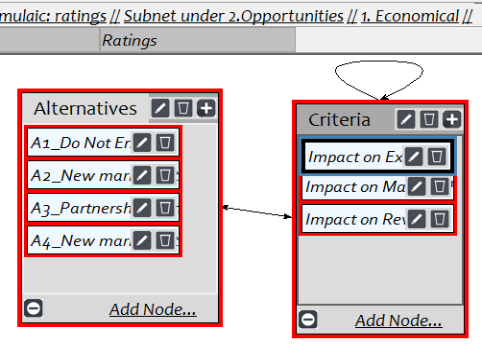 mulaic: ratings // Subnet under 2.Opportunities // 1. Economical //
Ratings
Alternatives
A1_Do Not En
A2_New mar
A3_Partnersh
A4_New mar
Add Node...
Criteria
Impact on Ex
Impact on Ma
Impact on Rev
Add Node...